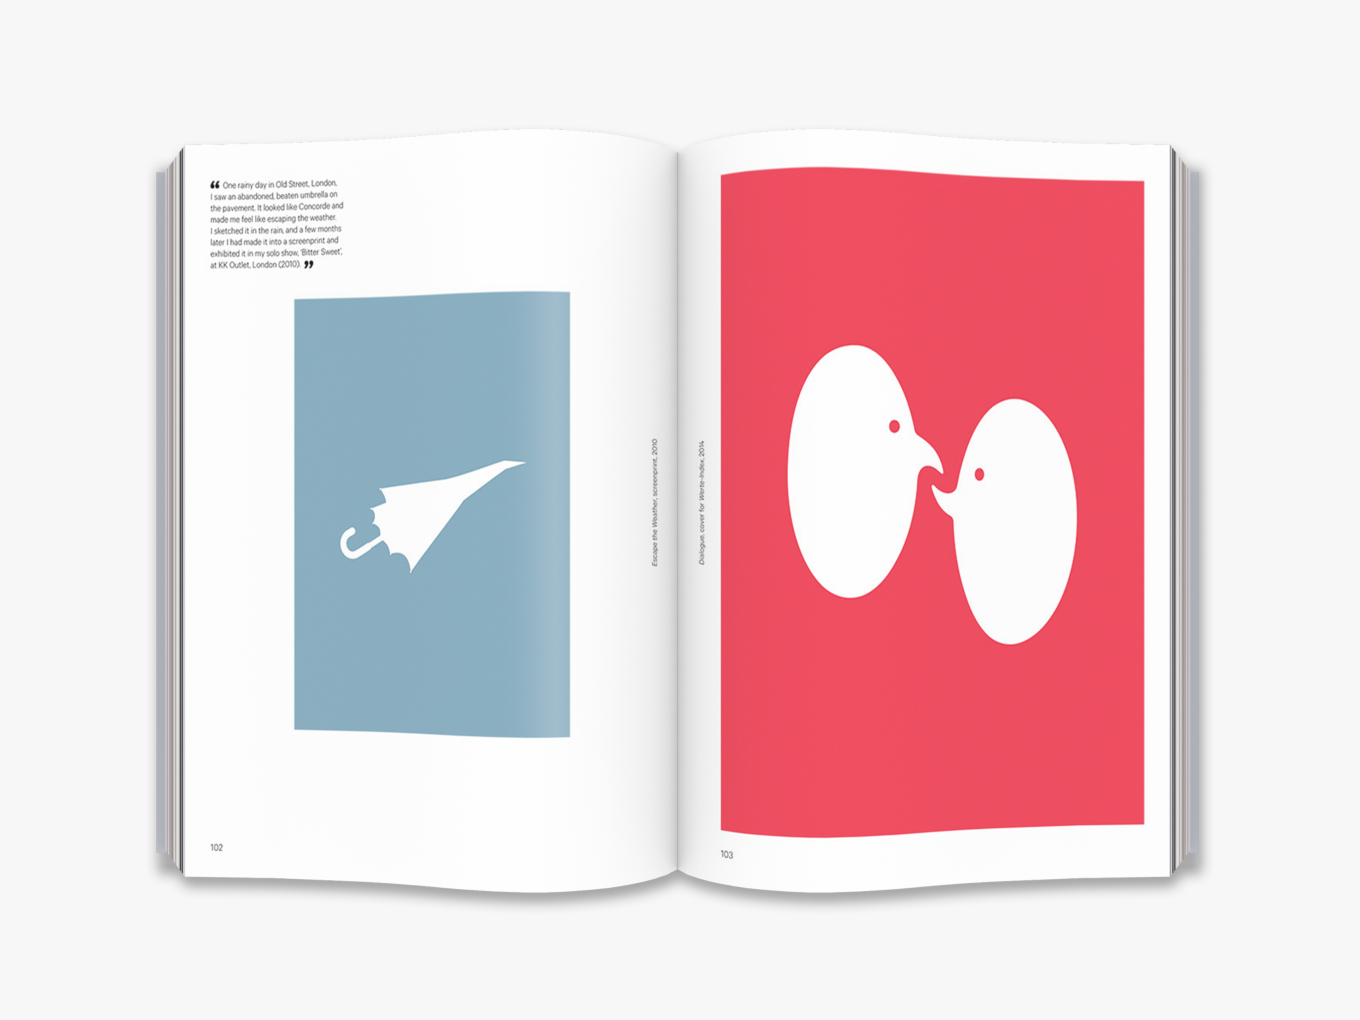 “ One rainy day in Old Street, London,
I saw an abandoned, beaten umbrella on
the pavement. It looked like Concorde and
made me feel like escaping the weather.
I sketched it in the rain, and a few months
later I had made it into a screenprint and
exhibited it in my solo show, ‘Bitter Sweet’,
at KK Outlet, London (2010). ”
Escape the Weather, screenprint, 2010
102
Dialogue, cover for Werte-Index, 2014
103